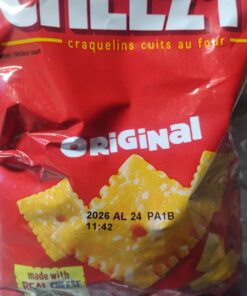 craquelins cuits au four
ORiGiNal
2026 AL 24 PA1B
11:42
made with
REAL CHEESE